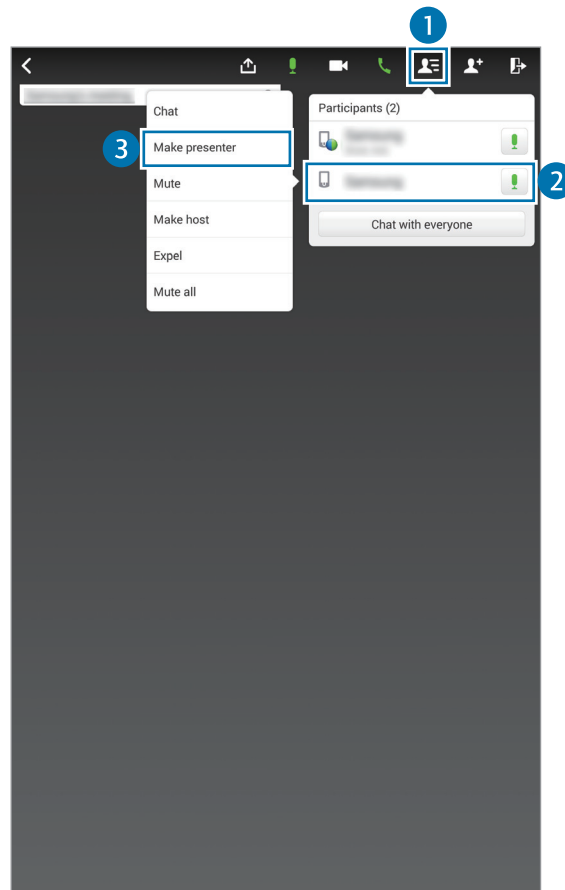 1
Participants (2)
Chat
3
Make presenter
2
Mute
Make host
Chat with everyone
Expel
Mute all